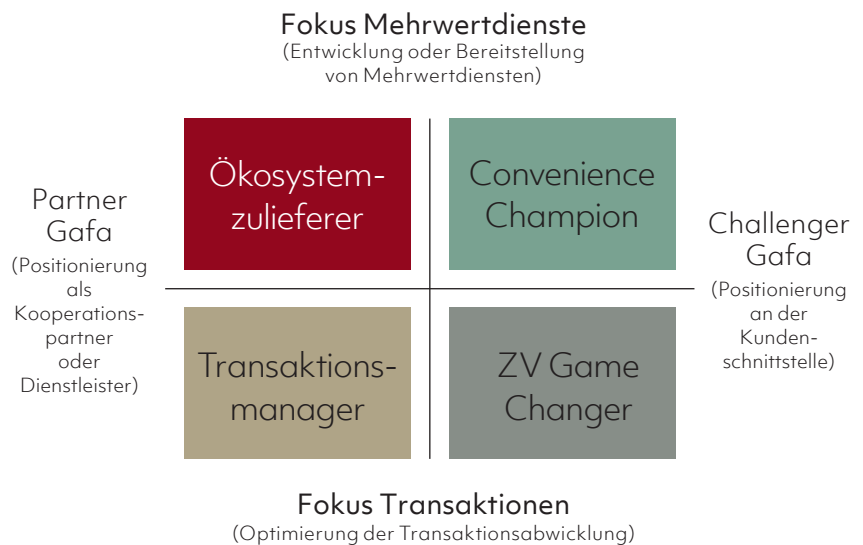 Fokus Mehrwertdienste
(Entwicklung oder Bereitstellung
von Mehrwertdiensten)
Partner
Gafa
(Positionierung
als
Kooperations-
partner
oder
Dienstleister)
Ökosystem-
zulieferer
Convenience
Champion
Transaktions-
manager
ZV Game
Changer
Challenger
Gafa
(Positionierung
an der
Kunden-
schnittstelle)
Fokus Transaktionen
(Optimierung der Transaktionsabwicklung)